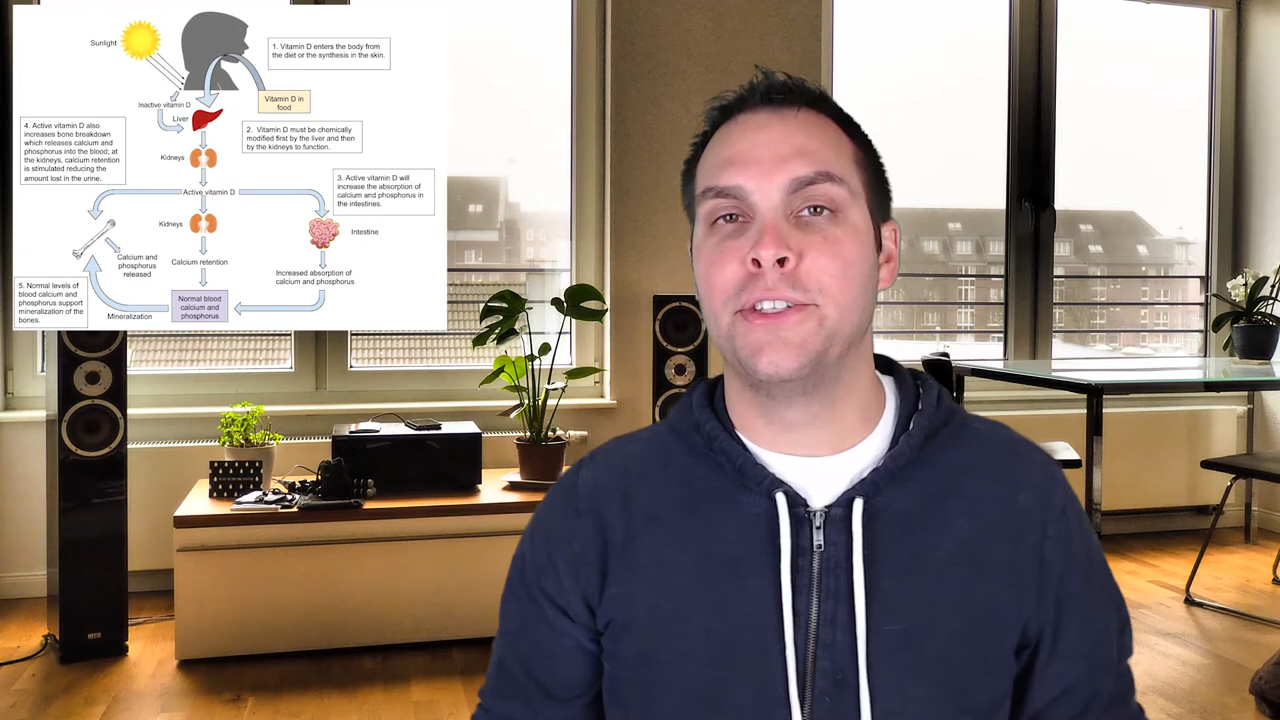 Sunlight
1. Vitamin D enters the body from
the diet or the synthesis in the skin.
Inactive vitamin D
Vitamin D in
food
Liver
2. Vitamin D must be chemically
modified first by the liver and then
by the kidneys to function.
4. Active vitamin D also
increases bone breakdown
which releases calcium and
phosphorus into the blood; at
the kidneys, calcium retention
is stimulated reducing the
amount lost in the urine.
Kidneys
3. Active vitamin D will
increase the absorption of
calcium and phosphorus in
the intestines.
Active vitamin D
Kidneys
Intestine
Calcium and
phosphorus
released
Calcium retention
Increased absorption of
calcium and phosphorus
5. Normal levels of
blood calcium and
phosphorus support
mineralization of the
bones.
Normal blood
calcium and
phosphorus
Mineralization